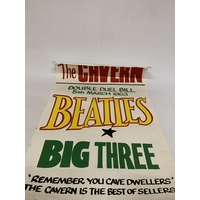 The CAVERN
DOUBLE DUEL BILL
8th MARCH 1963
BEATLES
BIG THREE
"REMEMBER YOU CAVE DWELLERS"
THE CAVERN IS THE BEST OF SELLERS